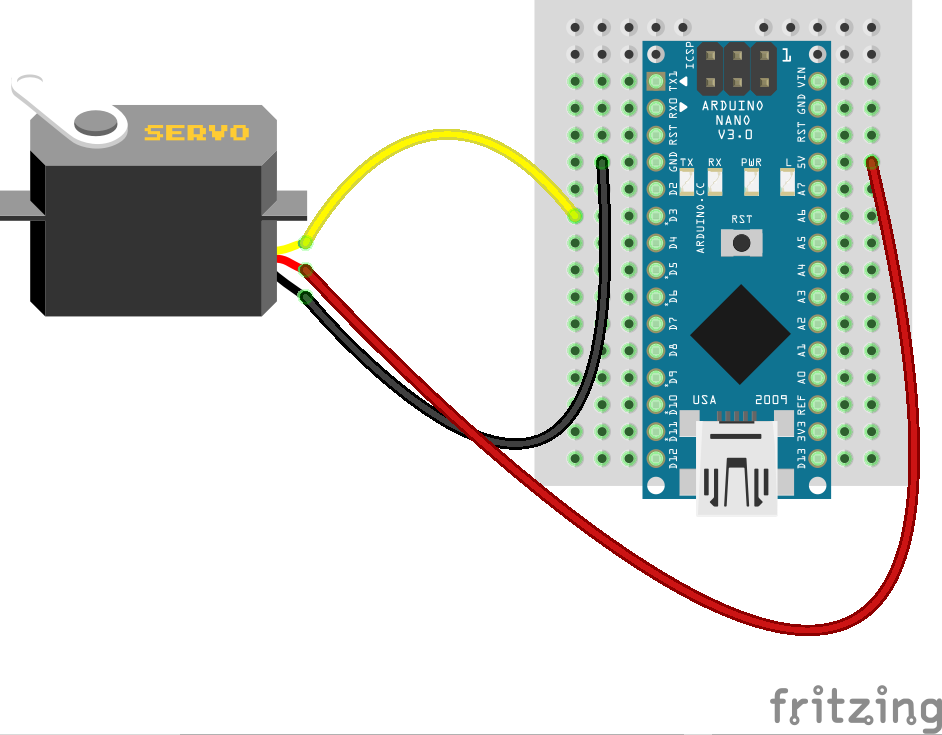 SERVO
ICSP
1
TX1
RX0
RST
GND
D2
D3
D4
D5
D6
D7
D8
D9
D10
D11
D12
ARDUINO
NANO
V3.0
TX RX PWR L
ARDUINO.CC
RST
USA 2009
VIN
GND
RST
5V
A7
A6
A5
A4
A3
A2
A1
A0
REF
3V3
D13
fritzing